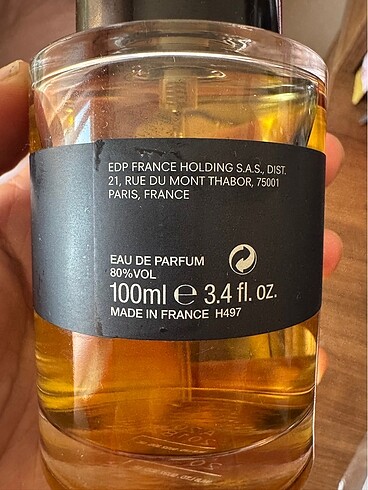 EDP FRANCE HOLDING S.A.S., DIST.
21, RUE DU MONT THABOR, 75001
PARIS, FRANCE
EAU DE PARFUM
80%VOL
100ml ℮ 3.4 fl. oz.
MADE IN FRANCE H497